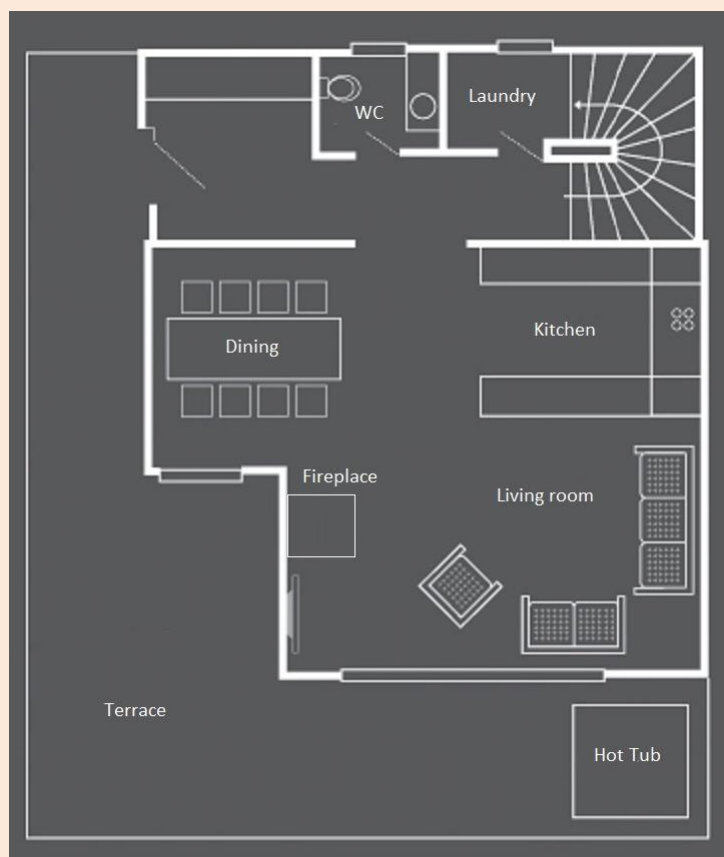 Laundry
WC
Kitchen
Dining
Fireplace
Living room
Terrace
Hot Tub